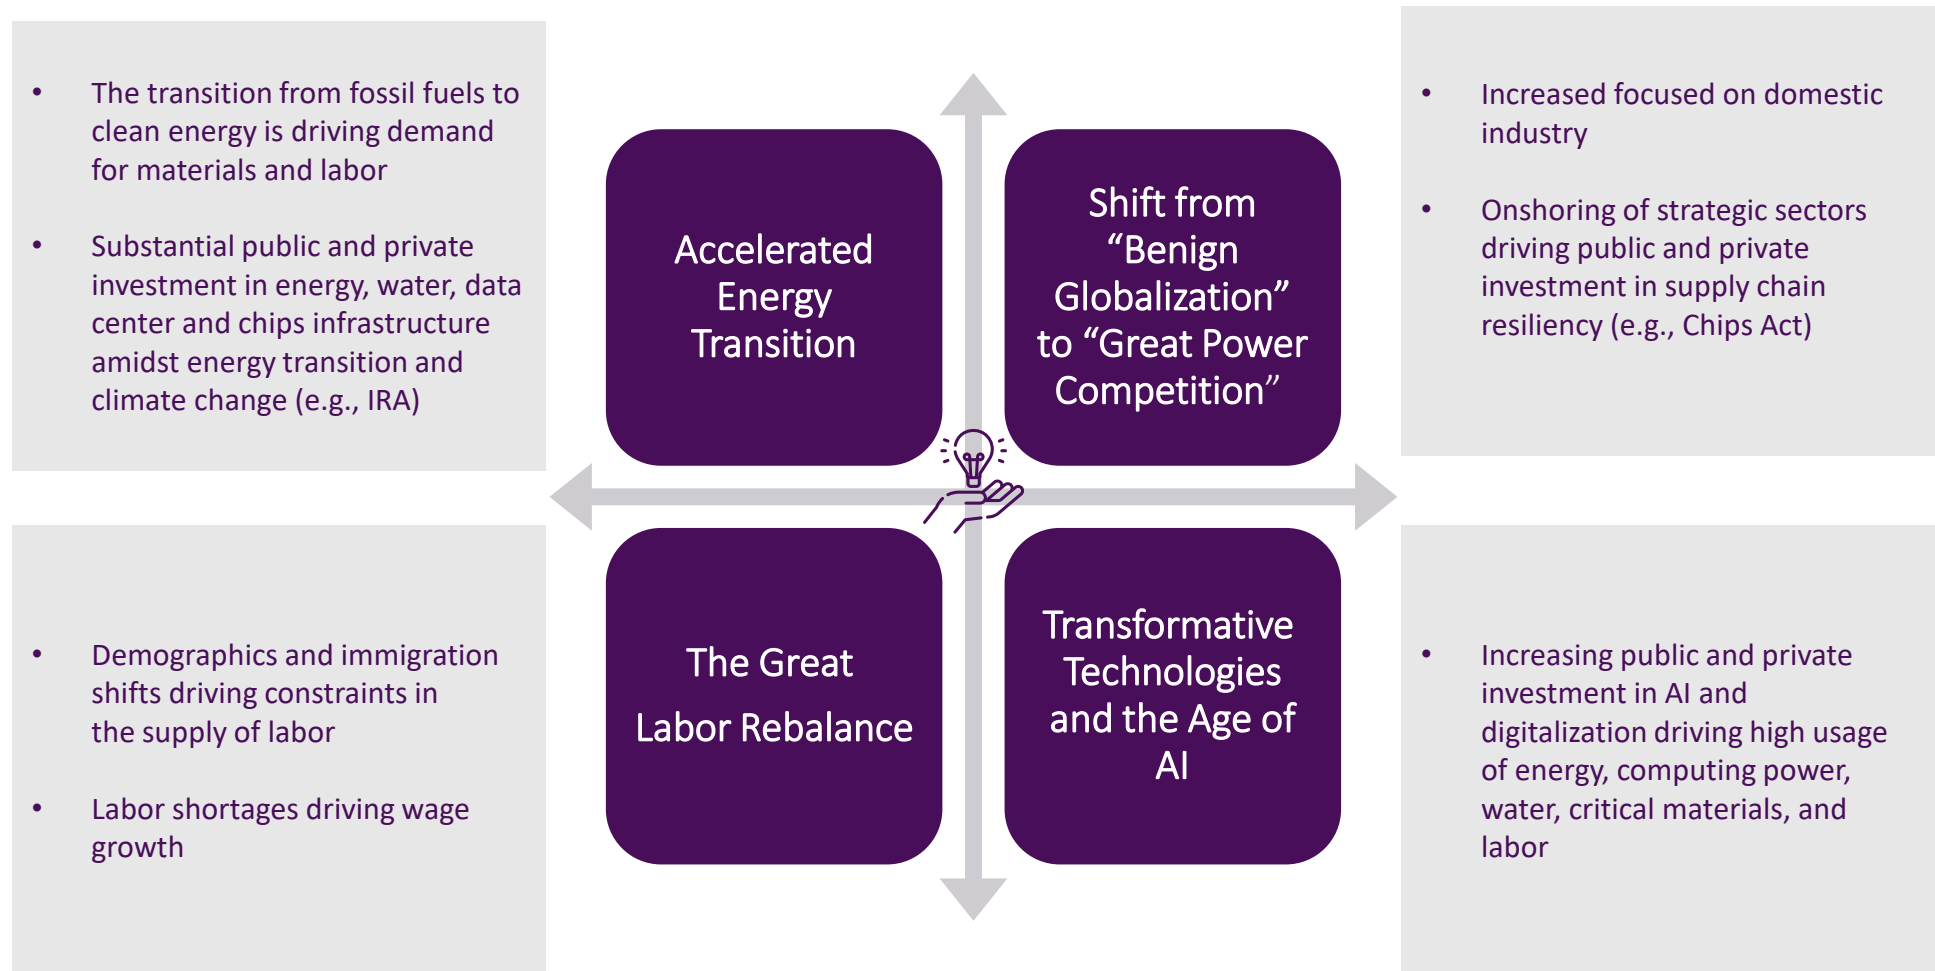 • The transition from fossil fuels to
clean energy is driving demand
for materials and labor
• Substantial public and private
investment in energy, water, data
center and chips infrastructure
amidst energy transition and
climate change (e.g., IRA)
Accelerated
Energy
Transition
Shift from
“Benign
Globalization”
to “Great Power
Competition”
• Increased focused on domestic
industry
• Onshoring of strategic sectors
driving public and private
investment in supply chain
resiliency (e.g., Chips Act)
• Demographics and immigration
shifts driving constraints in
the supply of labor
• Labor shortages driving wage
growth
The Great
Labor Rebalance
Transformative
Technologies
and the Age of
AI
• Increasing public and private
investment in AI and
digitalization driving high usage
of energy, computing power,
water, critical materials, and
labor